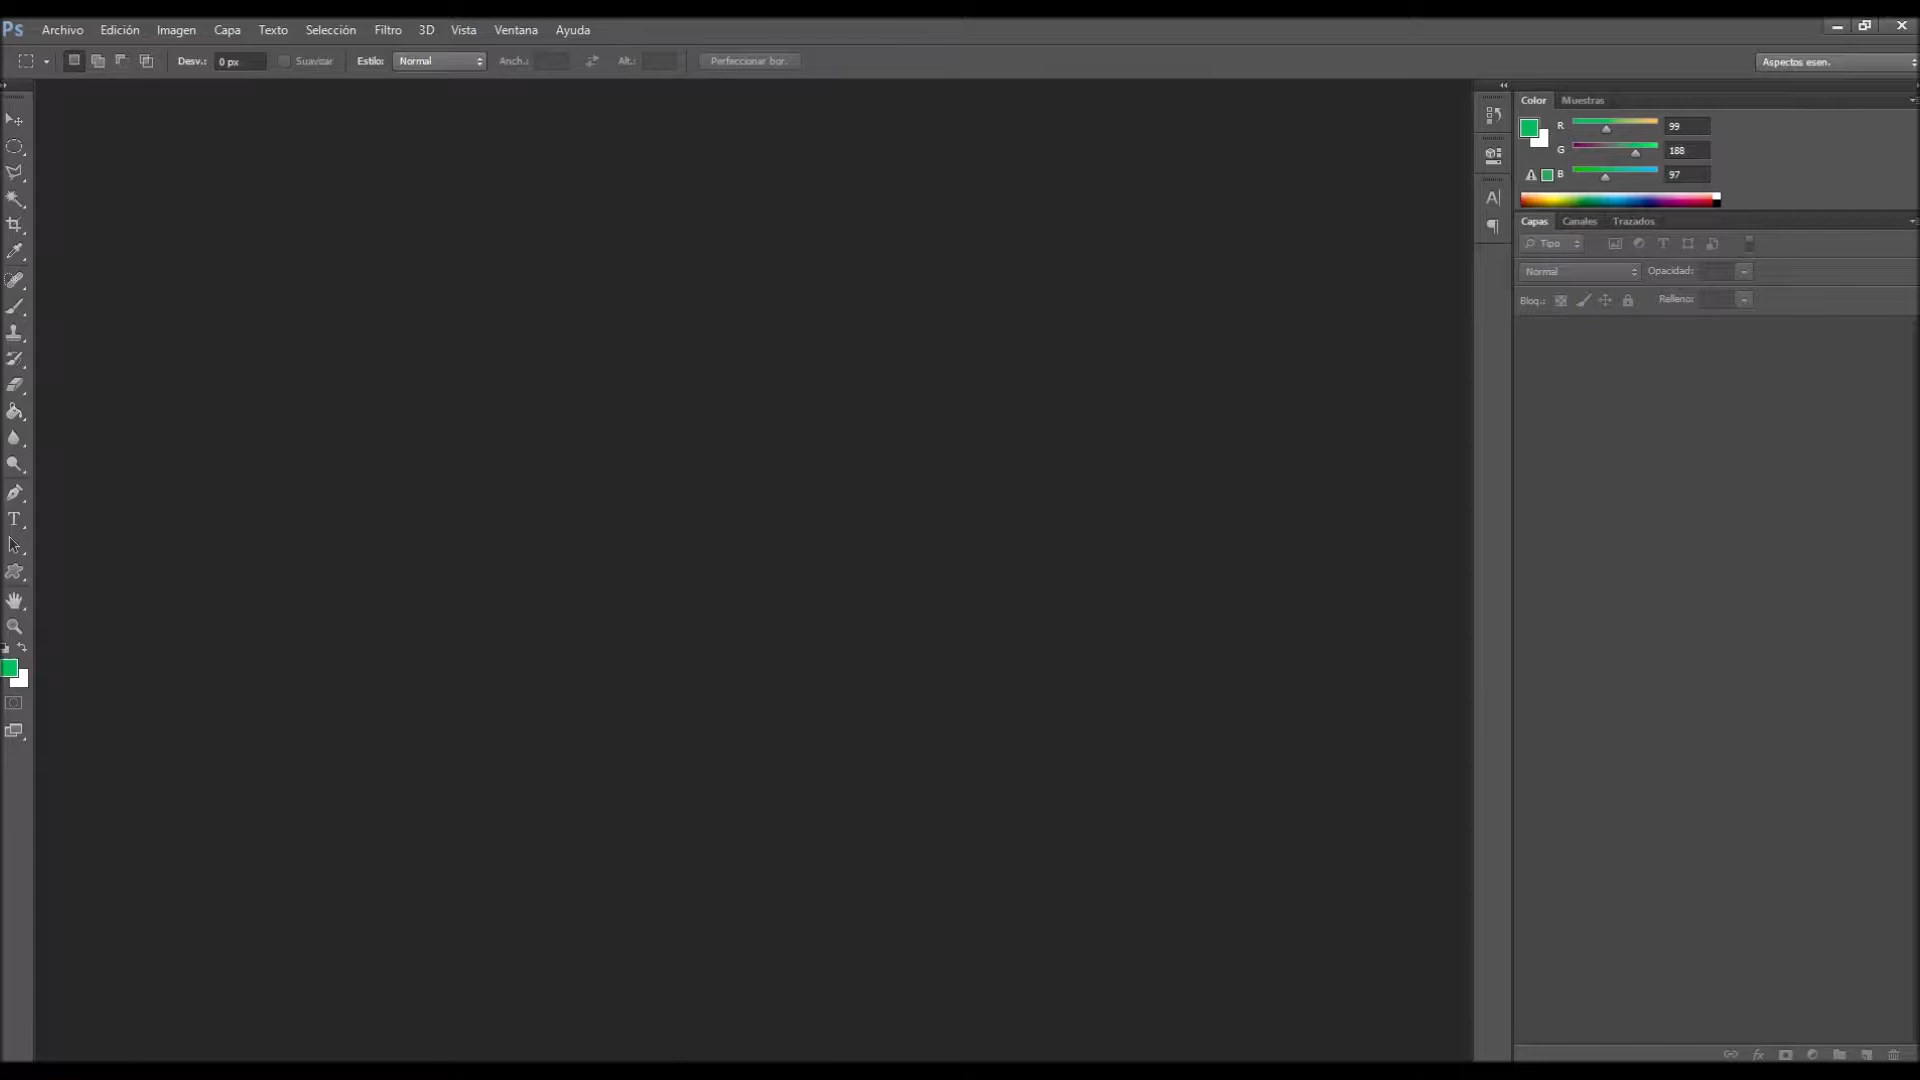 Ps Archivo Edición Imagen Capa Texto Selección Filtro 3D Vista Ventana Ayuda
Desv.: 0 px Suavizar Estilo: Normal Anch.: Alt.: Perfeccionar bor. Aspectos esen.
Color Muestras
R 99
G 188
B 97
Capas Canales Trazados
Tipo
Normal Opacidad:
Bloq.: Relleno: